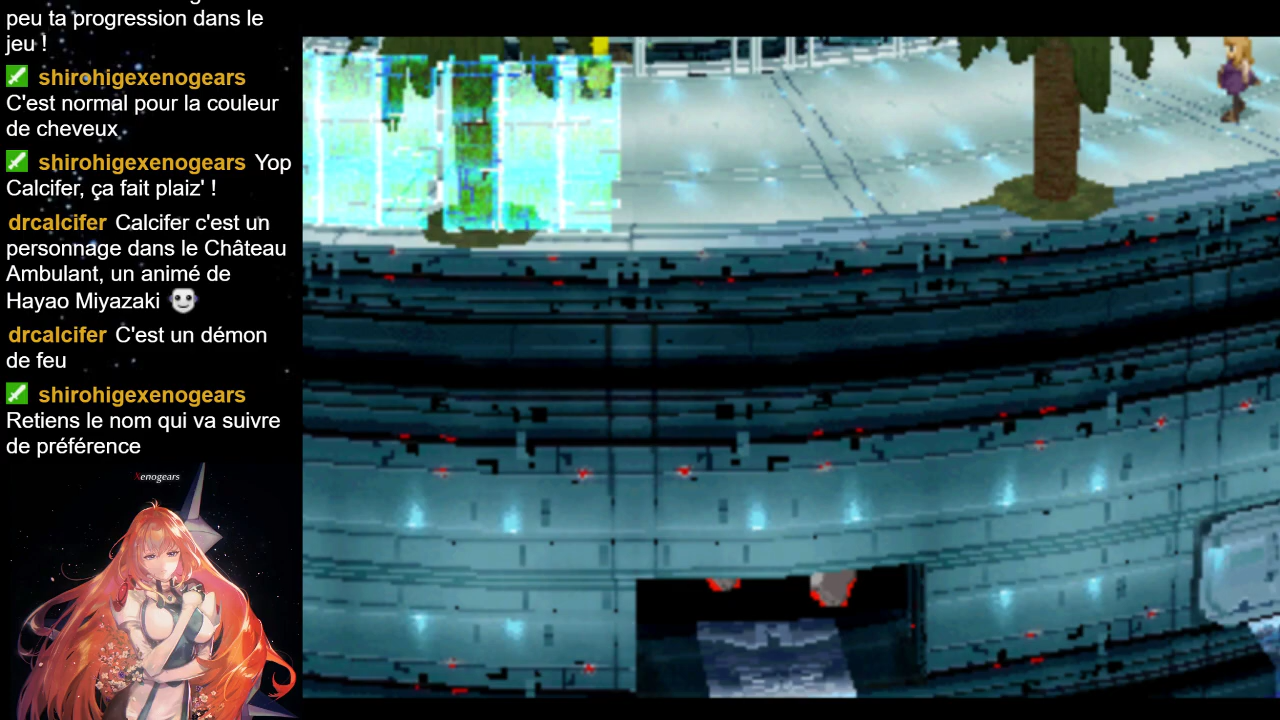 peu ta progression dans le
jeu !
shirohigexenogears
C'est normal pour la couleur
de cheveux
shirohigexenogears Yop
Calcifer, ça fait plaiz' !
drcalcifer Calcifer c'est un
personnage dans le Château
Ambulant, un animé de
Hayao Miyazaki
drcalcifer C'est un démon
de feu
shirohigexenogears
Retiens le nom qui va suivre
de préférence
Xenogears